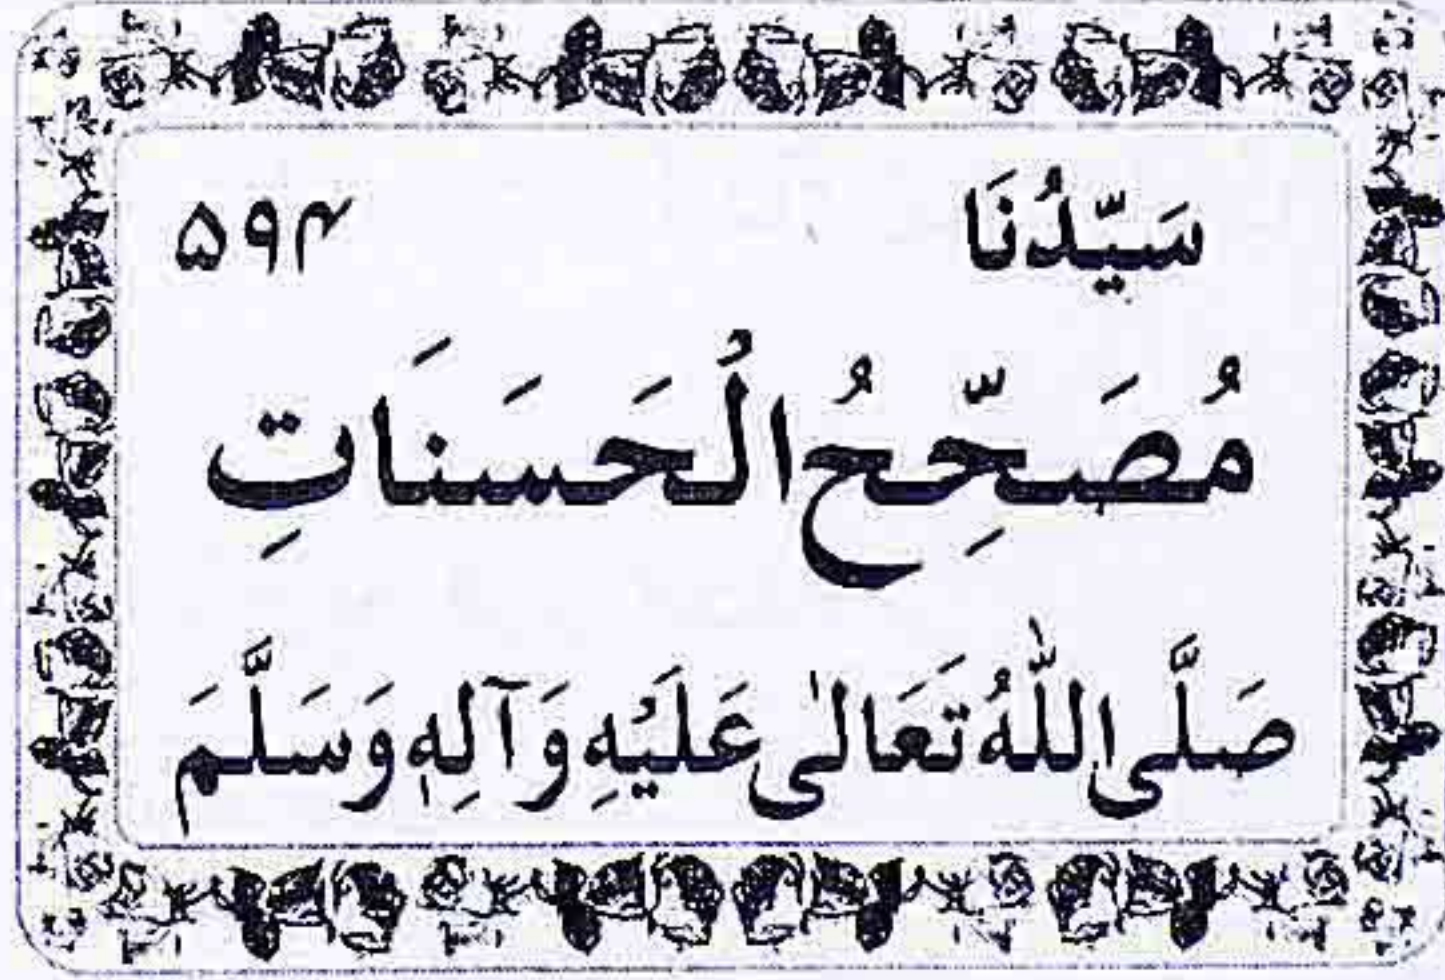 سَيِّدُنَا ۵۹۴
مُصَحِّحُ الْحَسَنَاتِ
صَلَّى اللّٰهُ تَعَالٰى عَلَيْهِ وَآلِهٖ وَسَلَّمَ